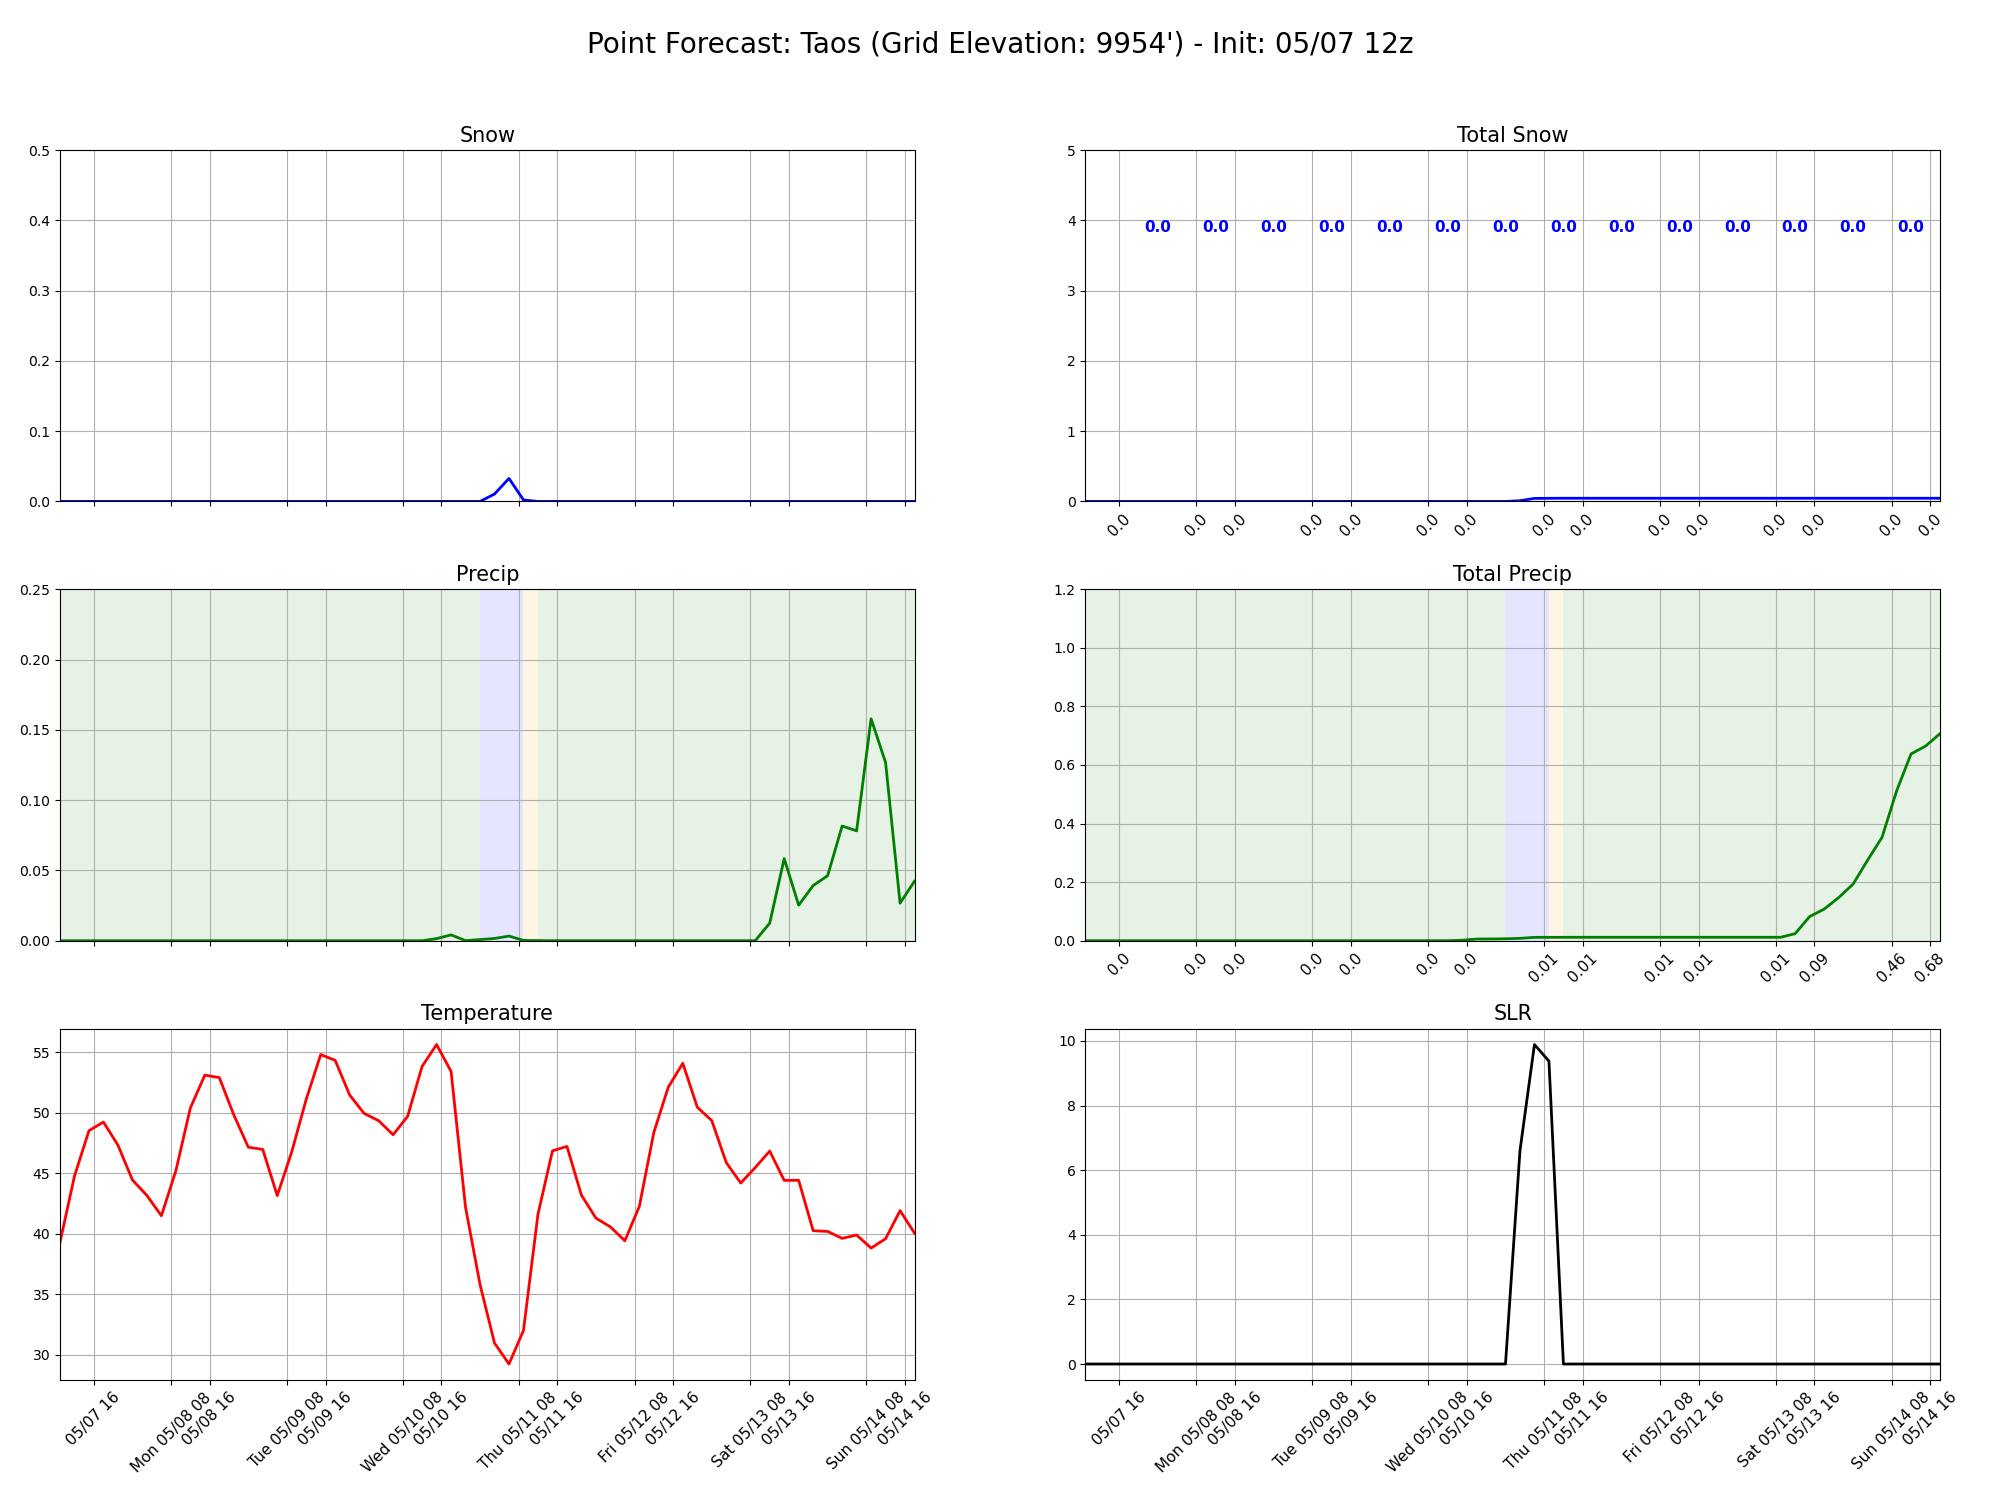 Point Forecast: Taos (Grid Elevation: 9954') - Init: 05/07 12z
Snow
0.5
0.4
0.3
0.2
0.1
0.0
Total Snow
5
4
3
2
1
0
0.0 0.0 0.0 0.0 0.0 0.0 0.0 0.0 0.0 0.0 0.0 0.0 0.0 0.0
0.0 0.0 0.0 0.0 0.0 0.0 0.0 0.0 0.0 0.0 0.0 0.0 0.0 0.0 0.0
Precip
0.25
0.20
0.15
0.10
0.05
0.00
Total Precip
1.2
1.0
0.8
0.6
0.4
0.2
0.0
0.0 0.0 0.0 0.0 0.0 0.0 0.0 0.01 0.01 0.01 0.01 0.01 0.09 0.46 0.68
Temperature
55
50
45
40
35
30
05/07 16
Mon 05/08 08
05/08 16
Tue 05/09 08
05/09 16
Wed 05/10 08
05/10 16
Thu 05/11 08
05/11 16
Fri 05/12 08
05/12 16
Sat 05/13 08
05/13 16
Sun 05/14 08
05/14 16
SLR
10
8
6
4
2
0
05/07 16
Mon 05/08 08
05/08 16
Tue 05/09 08
05/09 16
Wed 05/10 08
05/10 16
Thu 05/11 08
05/11 16
Fri 05/12 08
05/12 16
Sat 05/13 08
05/13 16
Sun 05/14 08
05/14 16